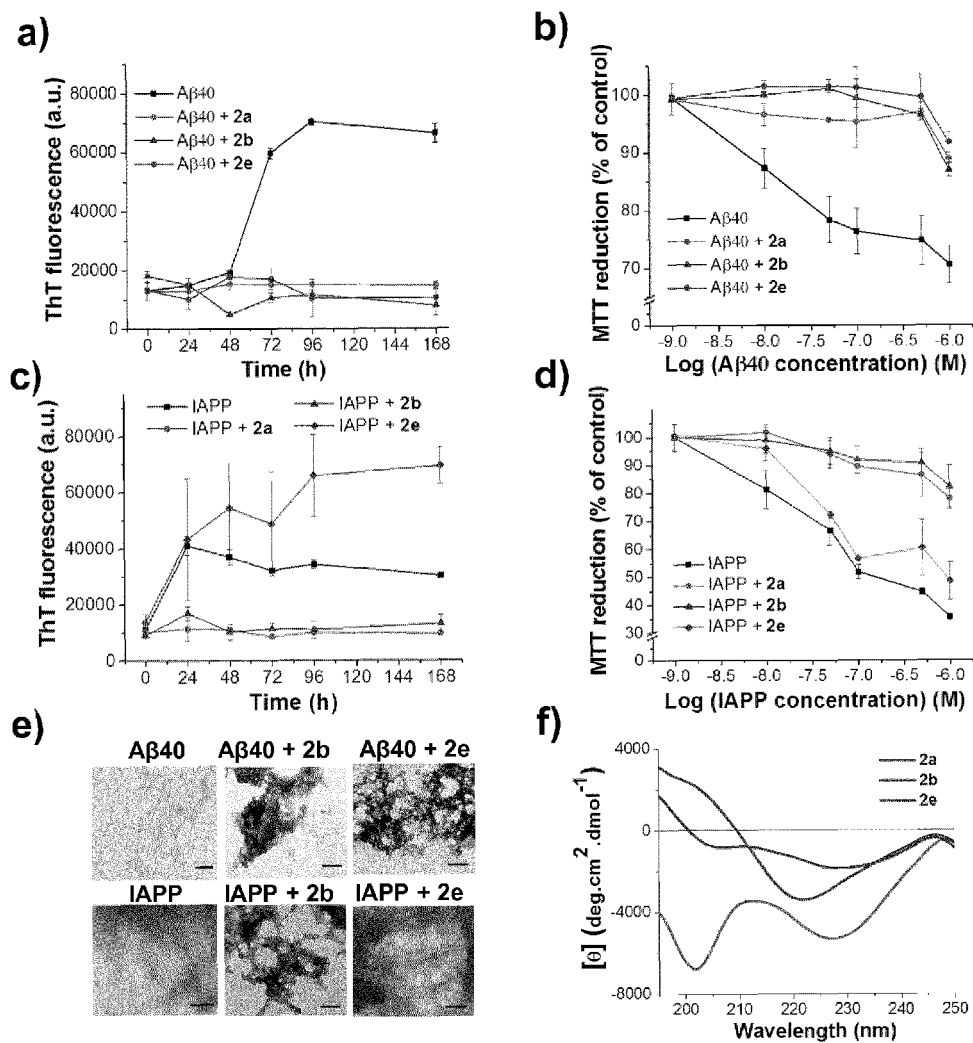 a)
ThT fluorescence (a.u.)
80000
60000
40000
20000
0
Aβ40
Aβ40 + 2a
Aβ40 + 2b
Aβ40 + 2e
0 24 48 72 96 120 144 168
Time (h)
b)
MTT reduction (% of control)
100
90
80
70
0
Aβ40
Aβ40 + 2a
Aβ40 + 2b
Aβ40 + 2e
-9.0 -8.5 -8.0 -7.5 -7.0 -6.5 -6.0
Log (Aβ40 concentration) (M)
c)
ThT fluorescence (a.u.)
80000
60000
40000
20000
0
IAPP
IAPP + 2a
IAPP + 2b
IAPP + 2e
0 24 48 72 96 120 144 168
Time (h)
d)
MTT reduction (% of control)
100
90
80
70
60
50
40
30
0
IAPP
IAPP + 2a
IAPP + 2b
IAPP + 2e
-9.0 -8.5 -8.0 -7.5 -7.0 -6.5 -6.0
Log (IAPP concentration) (M)
e)
Aβ40 Aβ40 + 2b Aβ40 + 2e
IAPP IAPP + 2b IAPP + 2e
f)
[θ] (deg.cm².dmol⁻¹)
4000
0
-4000
-8000
2a
2b
2e
200 210 220 230 240 250
Wavelength (nm)